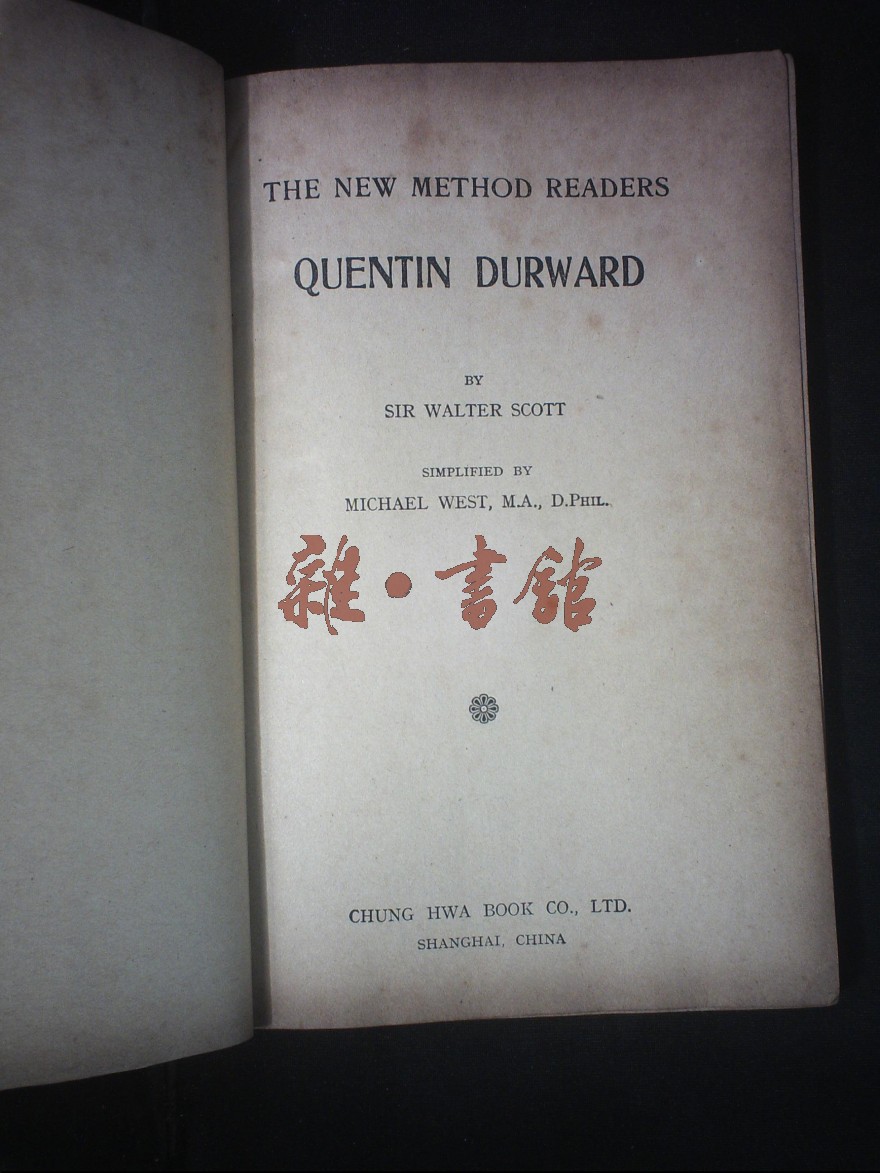 THE NEW METHOD READERS
QUENTIN DURWARD
BY
SIR WALTER SCOTT
SIMPLIFIED BY
MICHAEL WEST, M.A., D.PHIL.
雜·書館
CHUNG HWA BOOK CO., LTD.
SHANGHAI, CHINA